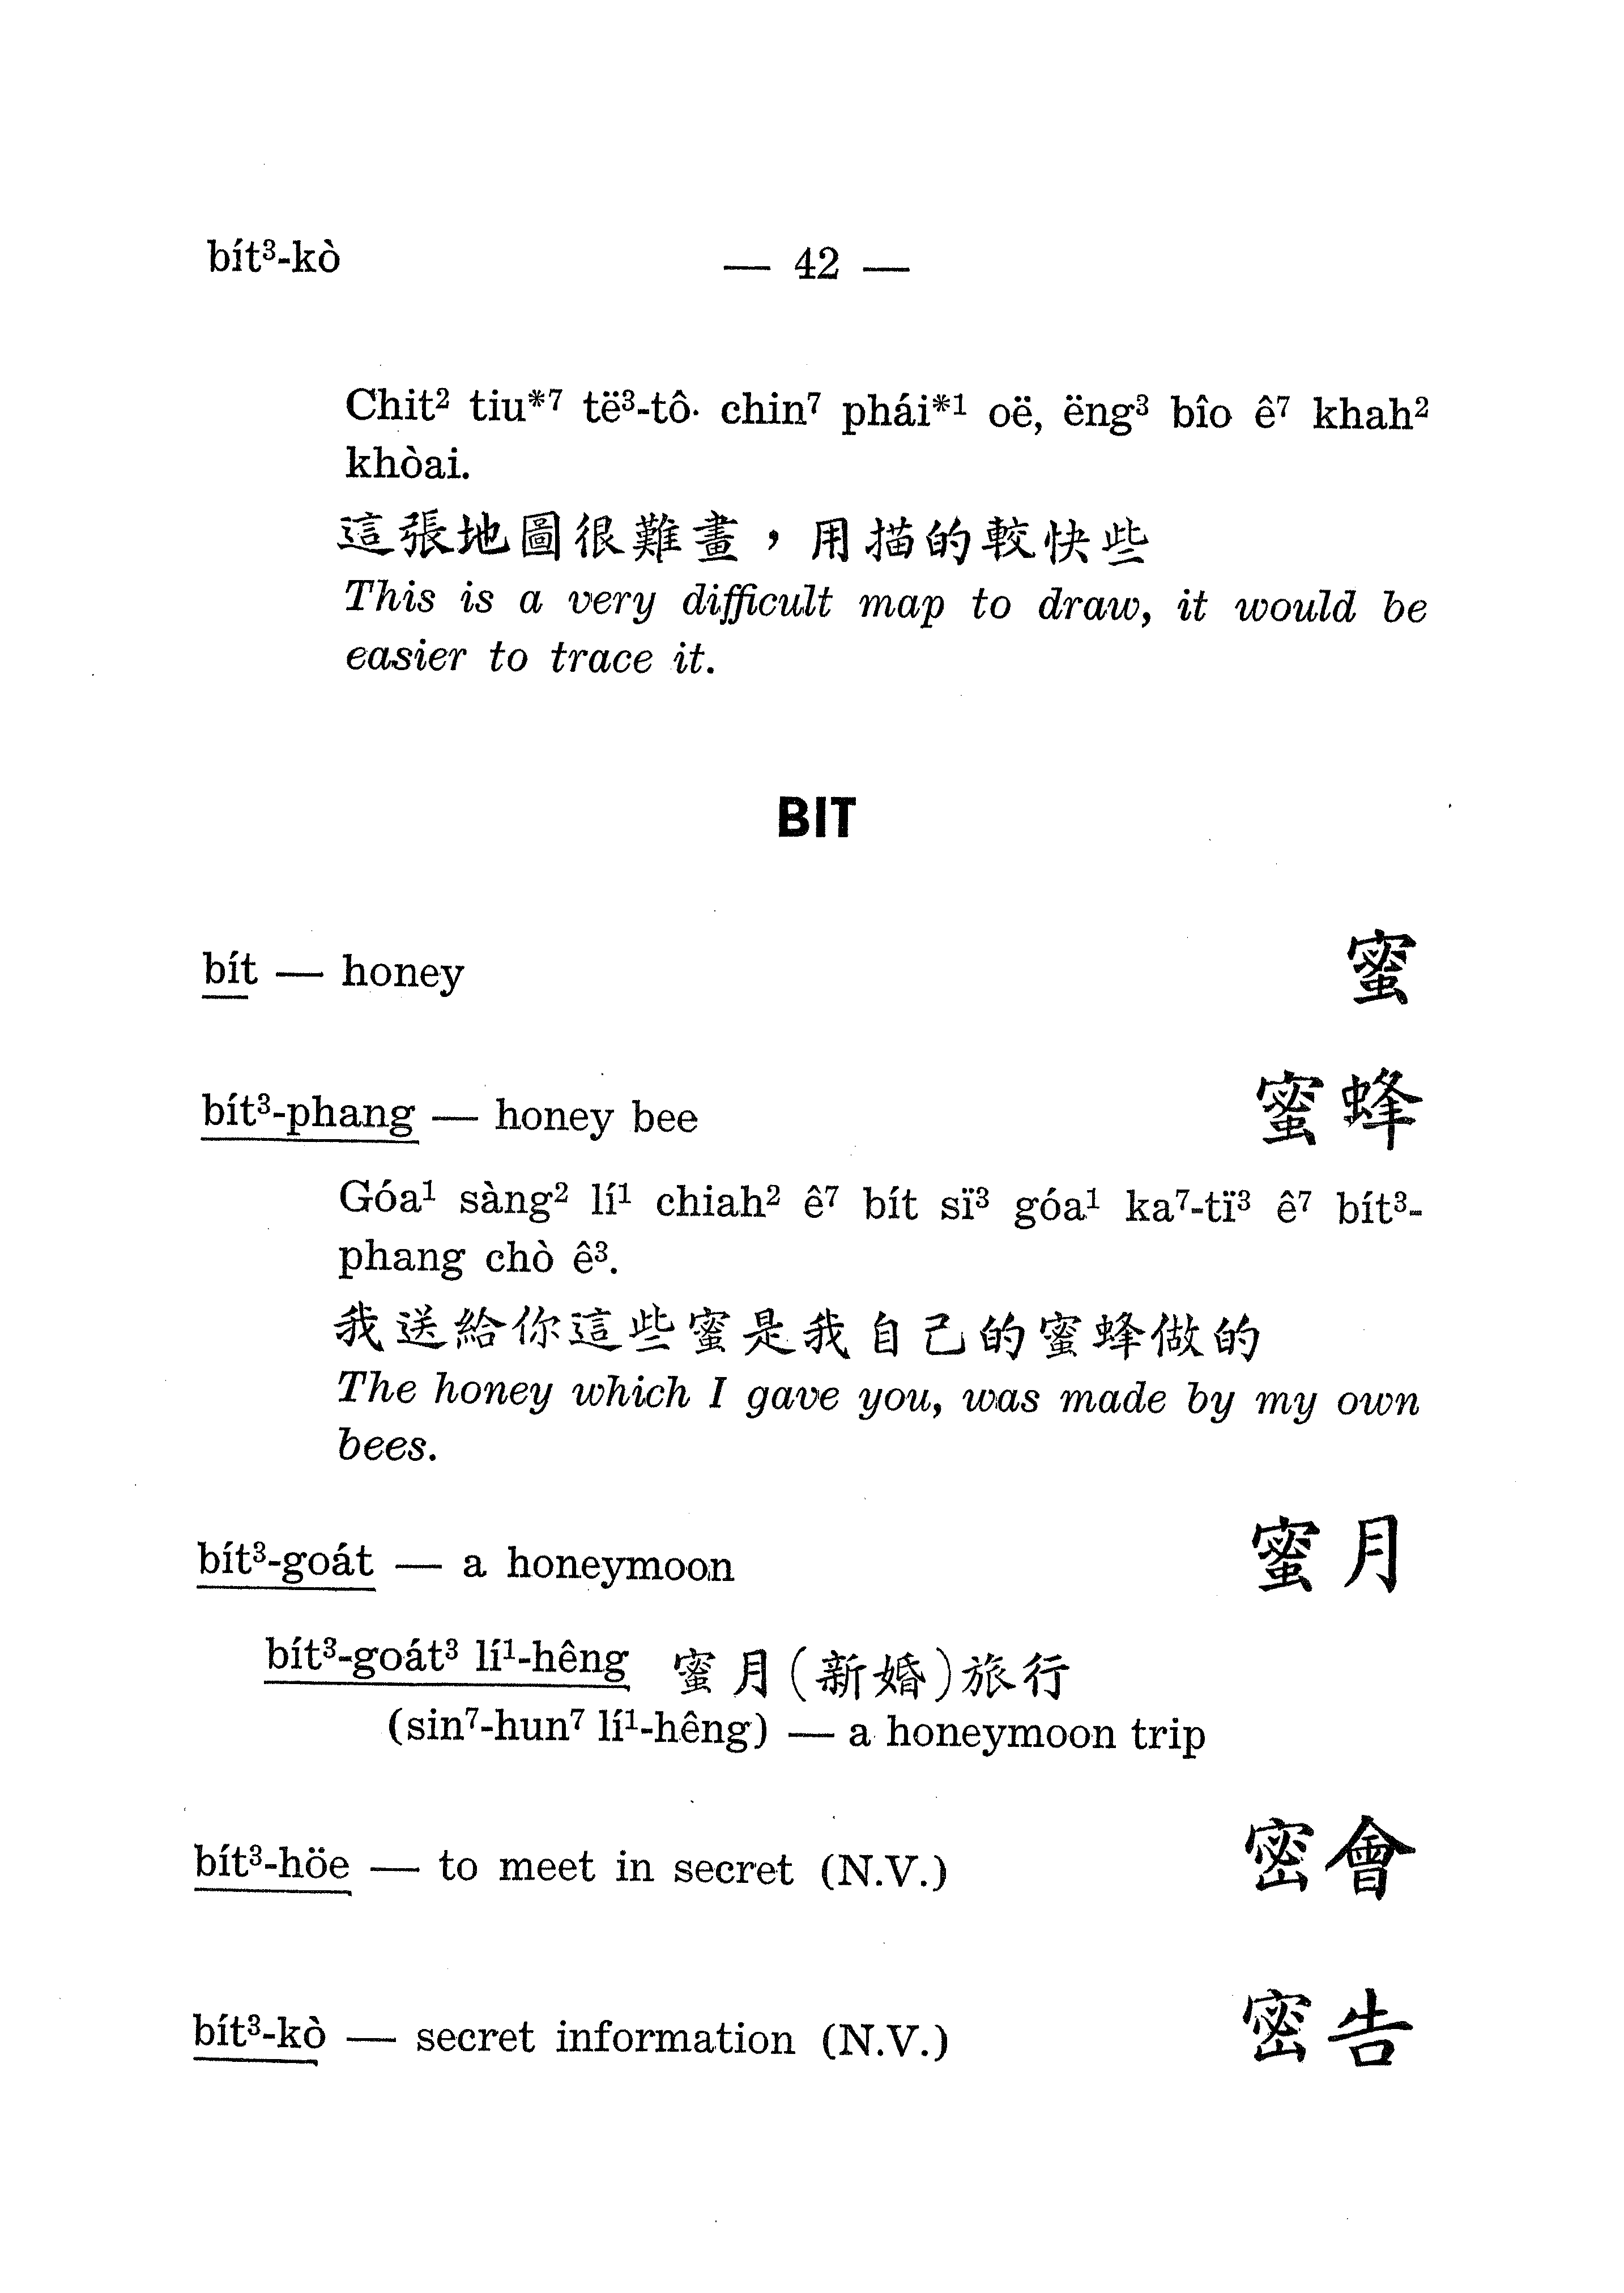 bít³-kò
— 42 —
Chit² tiu*⁷ të³-tô· chin⁷ phái*¹ oë, ëng³ bîo ê⁷ khah²
khòai.
這張地圖很難畫，用描的較快些
This is a very difficult map to draw, it would be
easier to trace it.
BIT
bít — honey 蜜
bít³-phang — honey bee 蜜蜂
Góa¹ sàng² lí¹ chiah² ê⁷ bít sï³ góa¹ ka⁷-tï³ ê⁷ bít³-
phang chò ê³.
我送給你這些蜜是我自己的蜜蜂做的
The honey which I gave you, was made by my own
bees.
bít³-goát — a honeymoon 蜜月
bít³-goát³ lí¹-hêng 蜜月(新婚)旅行
(sin⁷-hun⁷ lí¹-hêng) — a honeymoon trip
bít³-höe — to meet in secret (N.V.) 密會
bít³-kò — secret information (N.V.) 密告